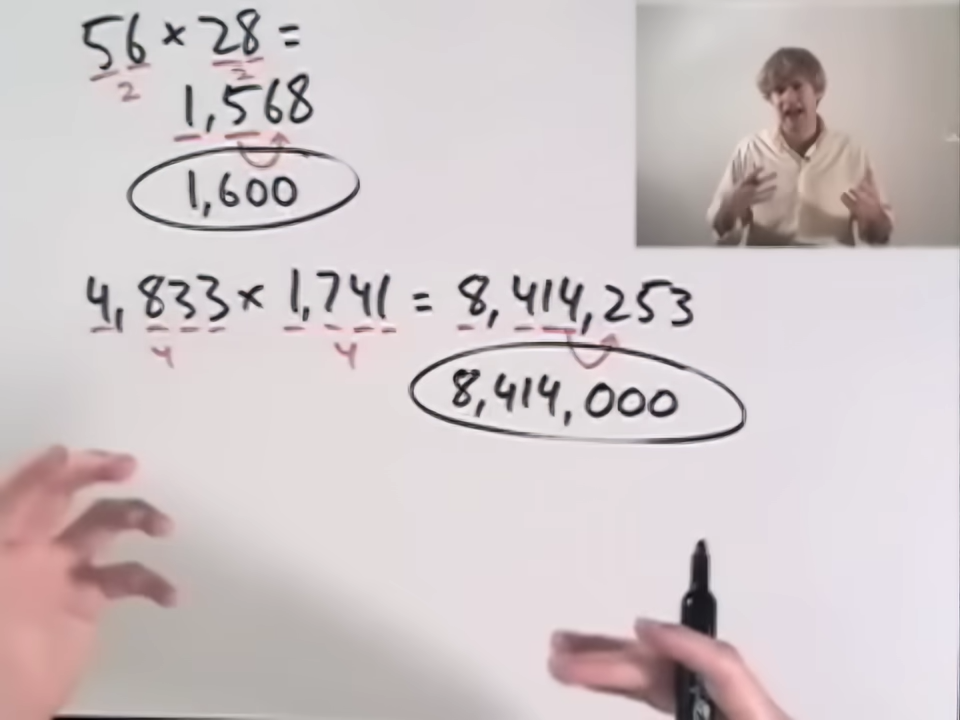 56 × 28 =
2 2
1,568
1,600
4,833 × 1,741 = 8,414,253
4 4
8,414,000